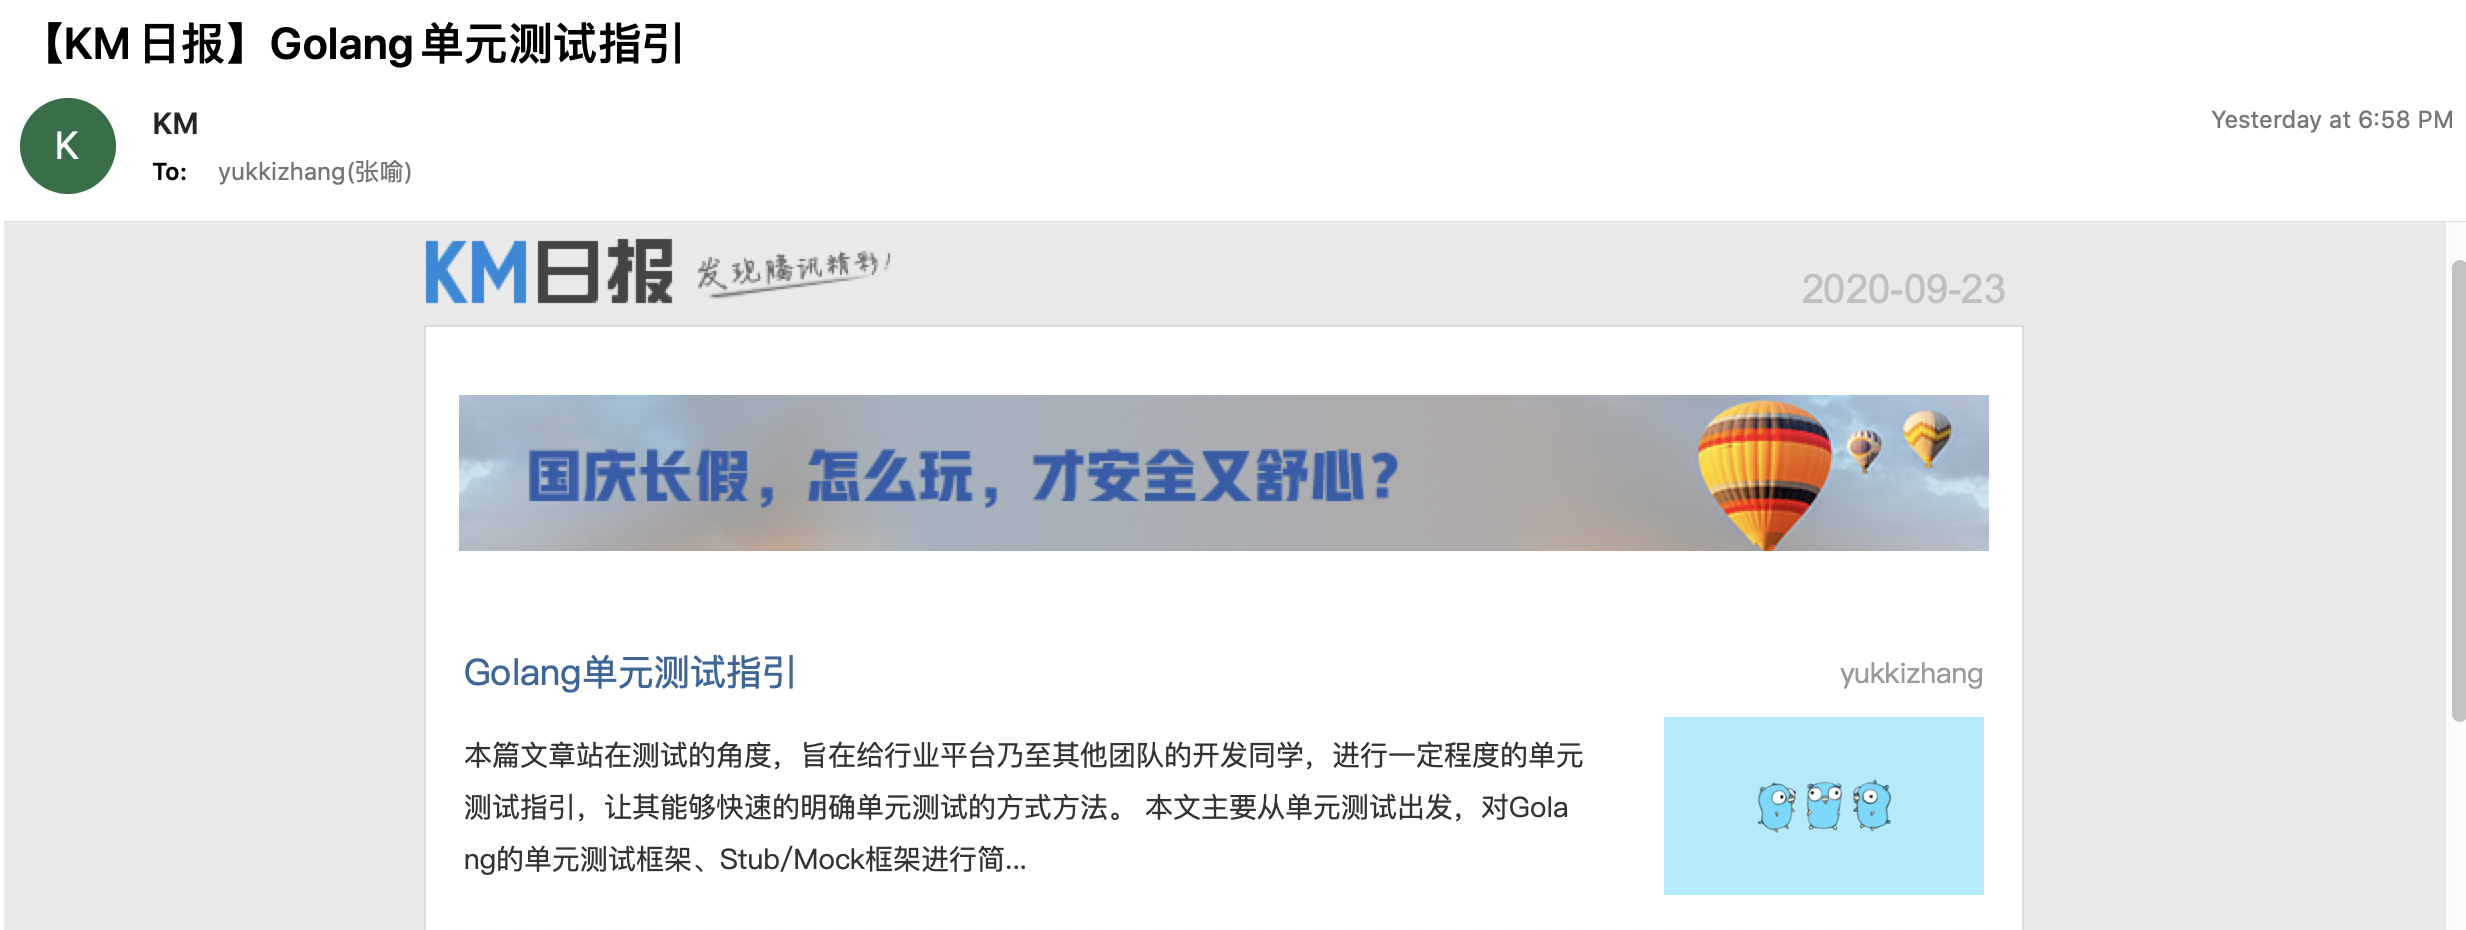 【KM日报】Golang单元测试指引
K
KM
Yesterday at 6:58 PM
To: yukkizhang(张喻)
KM日报 发现腾讯精彩!
2020-09-23
国庆长假，怎么玩，才安全又舒心？
Golang单元测试指引
yukkizhang
本篇文章站在测试的角度，旨在给行业平台乃至其他团队的开发同学，进行一定程度的单元
测试指引，让其能够快速的明确单元测试的方式方法。 本文主要从单元测试出发，对Gola
ng的单元测试框架、Stub/Mock框架进行简...